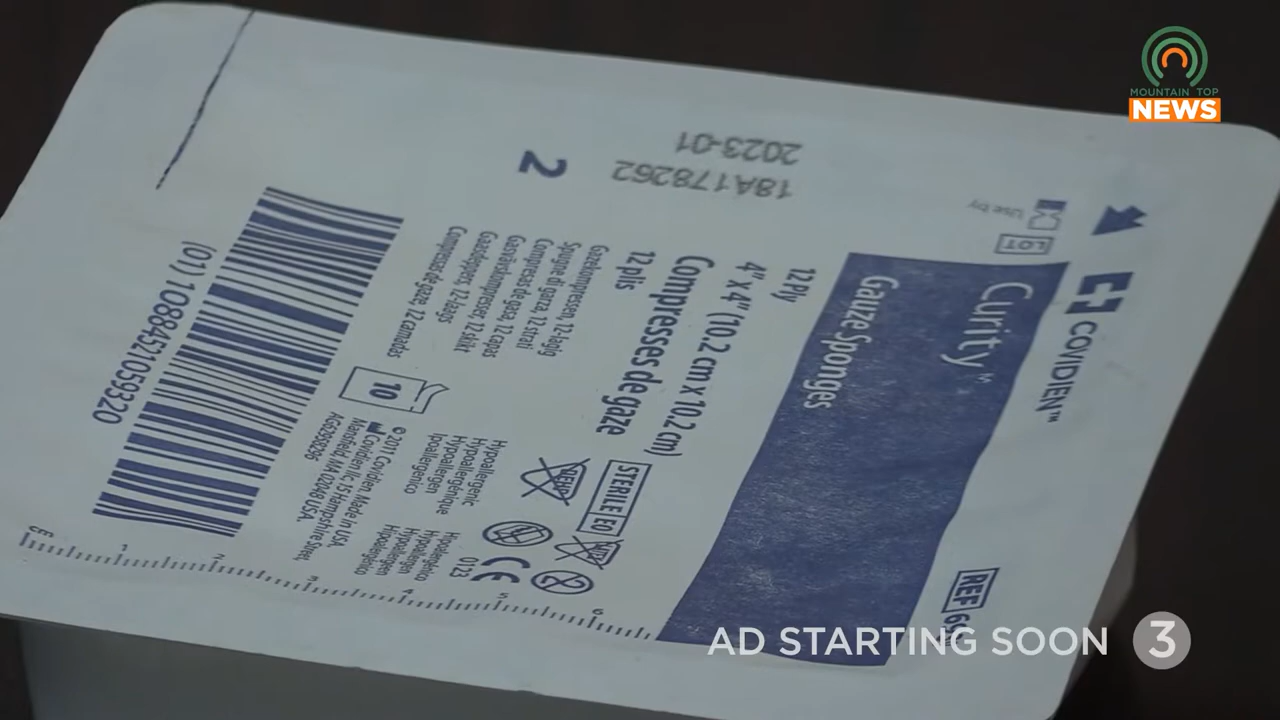 MOUNTAIN TOP
NEWS
COVIDIEN™
Curity™
Gauze Sponges
12 Ply
4" x 4" (10.2 cm x 10.2 cm)
Compresses de gaze
12 plis
Gazekompressen, 12-lagig
Spugne di garza, 12 strati
Compresas de gasa, 12 capas
Gasväskompresser, 12 skikt
Gaasdeppers, 12-laags
Compressas de gaze, 12 camadas
LOT
Use by
18A178262
2023-01
2
REF
STERILE EO
Hypoallergenic
Hypoallergénique
Hypoallergen
Ipoallergenico
0123
10
© 2011 Covidien. Made in USA.
Covidien llc, 15 Hampshire Street,
Mansfield, MA 02048 USA.
(01) 10884521059320
AD STARTING SOON 3